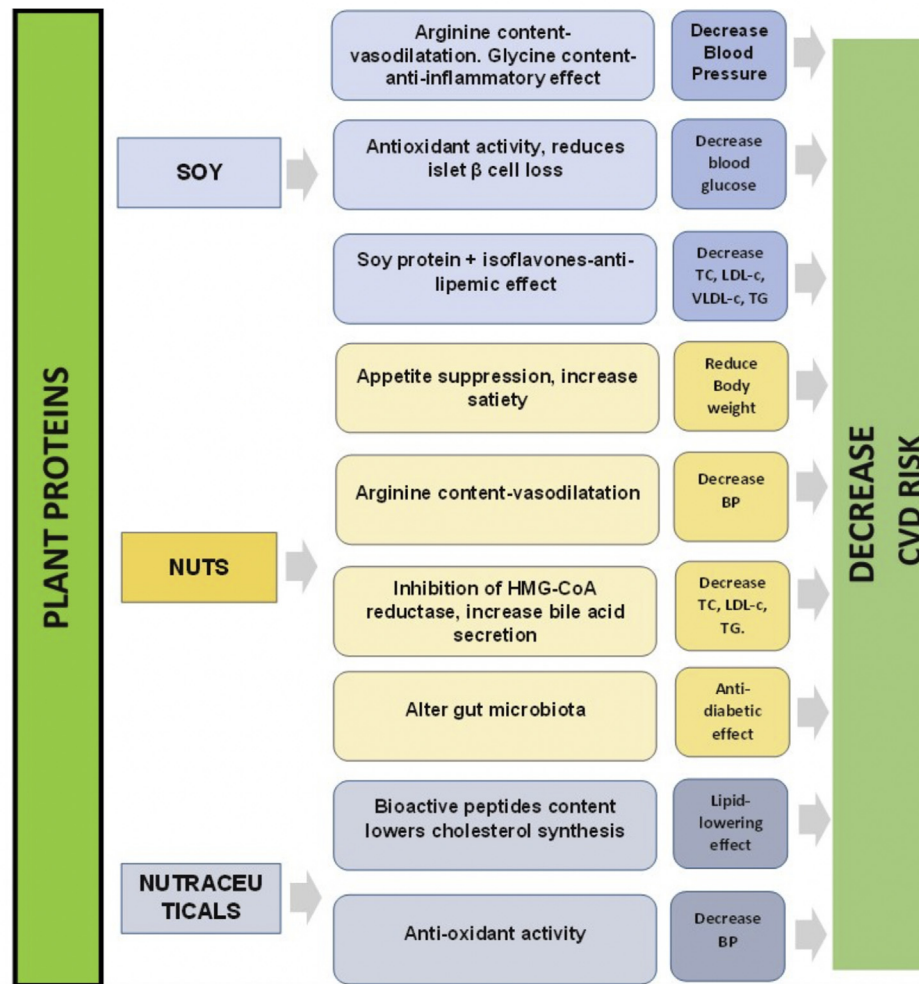 PLANT PROTEINS
SOY
Arginine content-
vasodilatation. Glycine content-
anti-inflammatory effect
Decrease
Blood
Pressure
Antioxidant activity, reduces
islet β cell loss
Decrease
blood
glucose
Soy protein + isoflavones-anti-
lipemic effect
Decrease
TC, LDL-c,
VLDL-c, TG
NUTS
Appetite suppression, increase
satiety
Reduce
Body
weight
Arginine content-vasodilatation
Decrease
BP
Inhibition of HMG-CoA
reductase, increase bile acid
secretion
Decrease
TC, LDL-c,
TG.
Alter gut microbiota
Anti-
diabetic
effect
NUTRACEU
TICALS
Bioactive peptides content
lowers cholesterol synthesis
Lipid-
lowering
effect
Anti-oxidant activity
Decrease
BP
DECREASE
CVD RISK